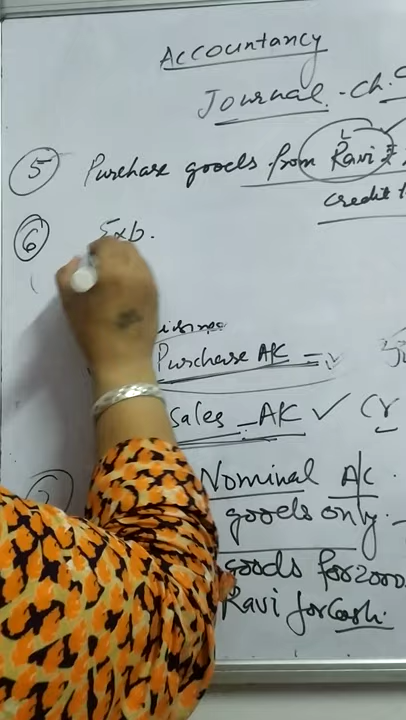 Accountancy
Journal - Ch.
5 Purchase goods from Ravi ₹
credit
6
Purchase A/c
Sales A/c ✓ Cr
Nominal A/c
goods only.
goods for 2000
Ravi for Cash.